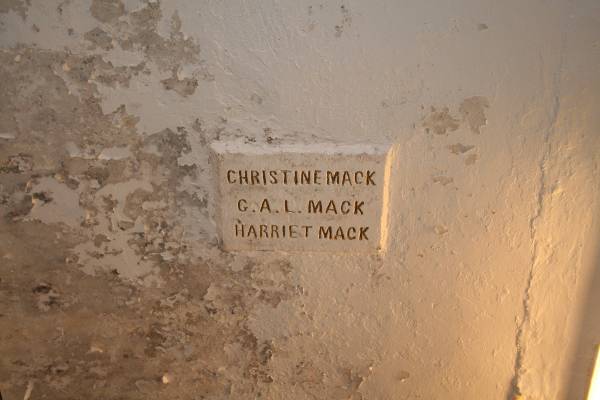 CHRISTINE MACK
C. A. L. MACK
HARRIET MACK